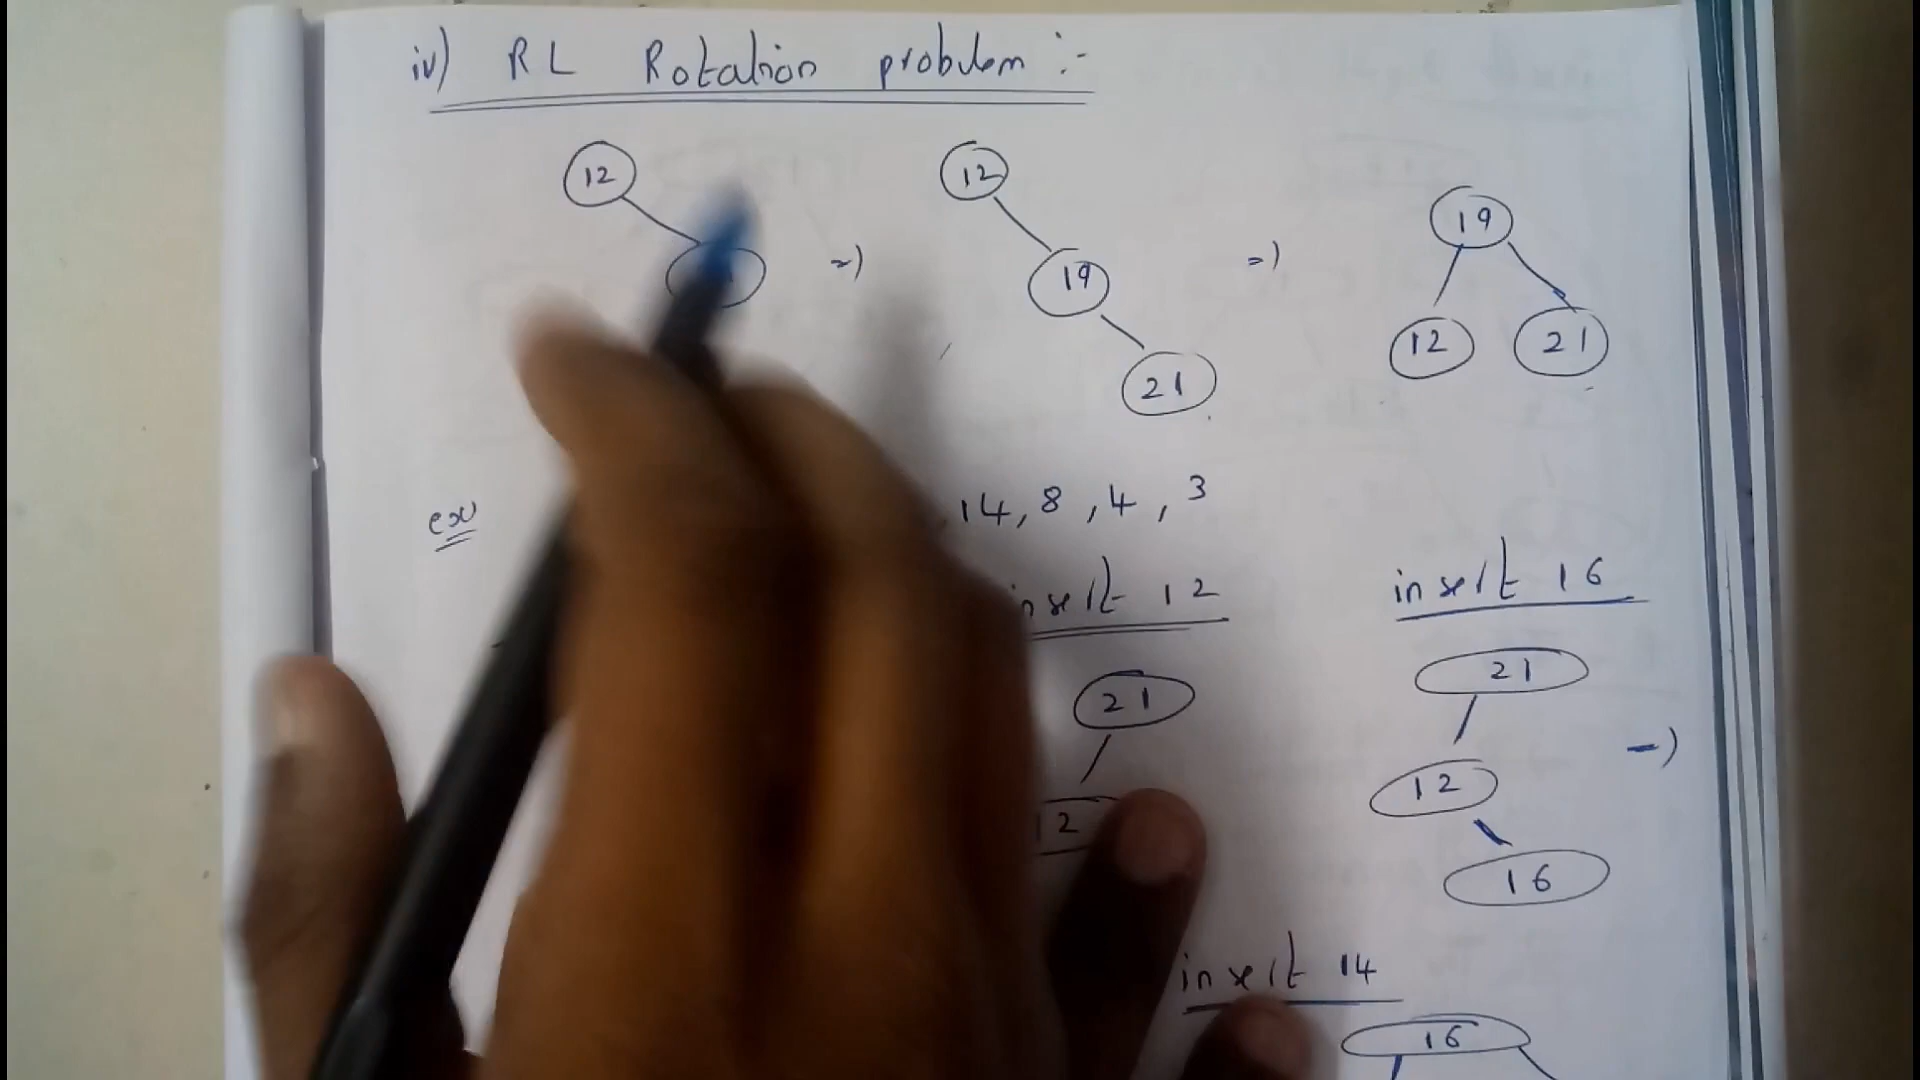 iv) RL Rotation problem :-
12 12 19
=) 19 =) 12 21
21
ex , 14, 8 , 4 , 3
insert 12 insert 16
21 21
12 12 -)
16
insert 14
16